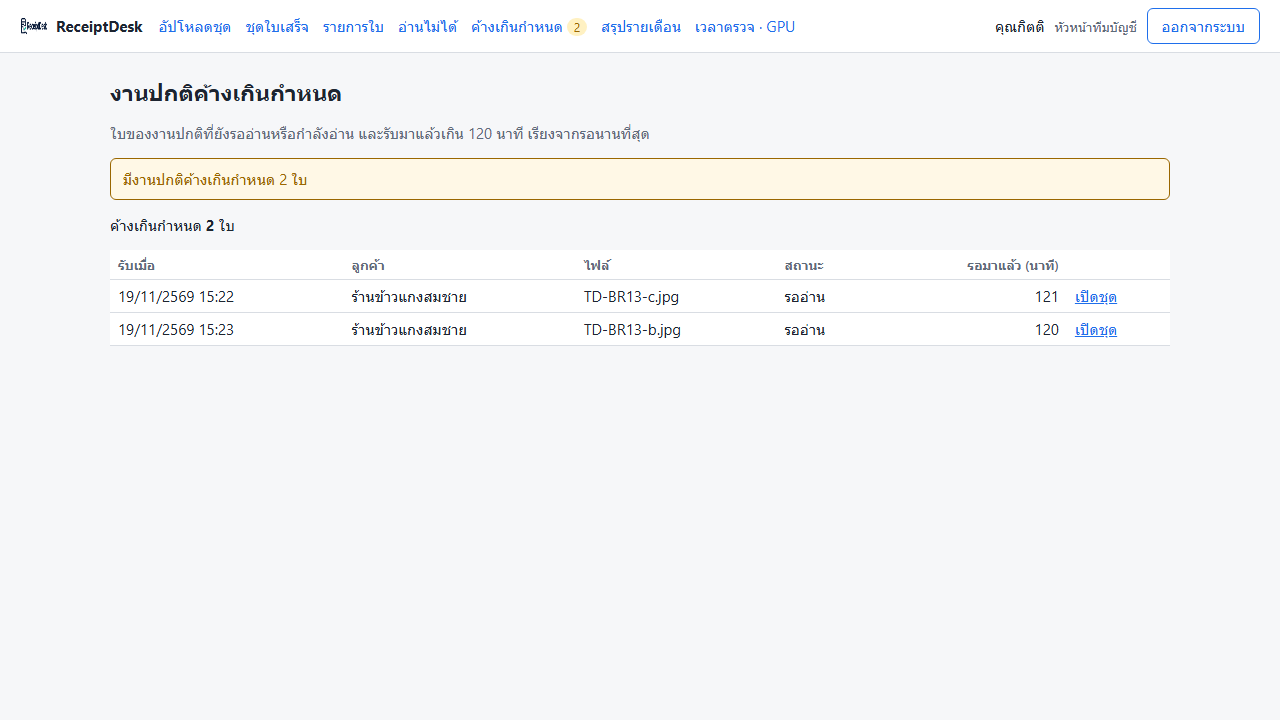 ReceiptDesk อัปโหลดชุด ชุดใบเสร็จ รายการใบ อ่านไม่ได้ ค้างเกินกำหนด 2 สรุปรายเดือน เวลาตรวจ · GPU คุณกิตติ หัวหน้าทีมบัญชี ออกจากระบบ
งานปกติค้างเกินกำหนด
ใบของงานปกติที่ยังรออ่านหรือกำลังอ่าน และรับมาแล้วเกิน 120 นาที เรียงจากรอนานที่สุด
มีงานปกติค้างเกินกำหนด 2 ใบ
ค้างเกินกำหนด 2 ใบ
รับเมื่อ ลูกค้า ไฟล์ สถานะ รอมาแล้ว (นาที)
19/11/2569 15:22 ร้านข้าวแกงสมชาย TD-BR13-c.jpg รออ่าน 121 เปิดชุด
19/11/2569 15:23 ร้านข้าวแกงสมชาย TD-BR13-b.jpg รออ่าน 120 เปิดชุด